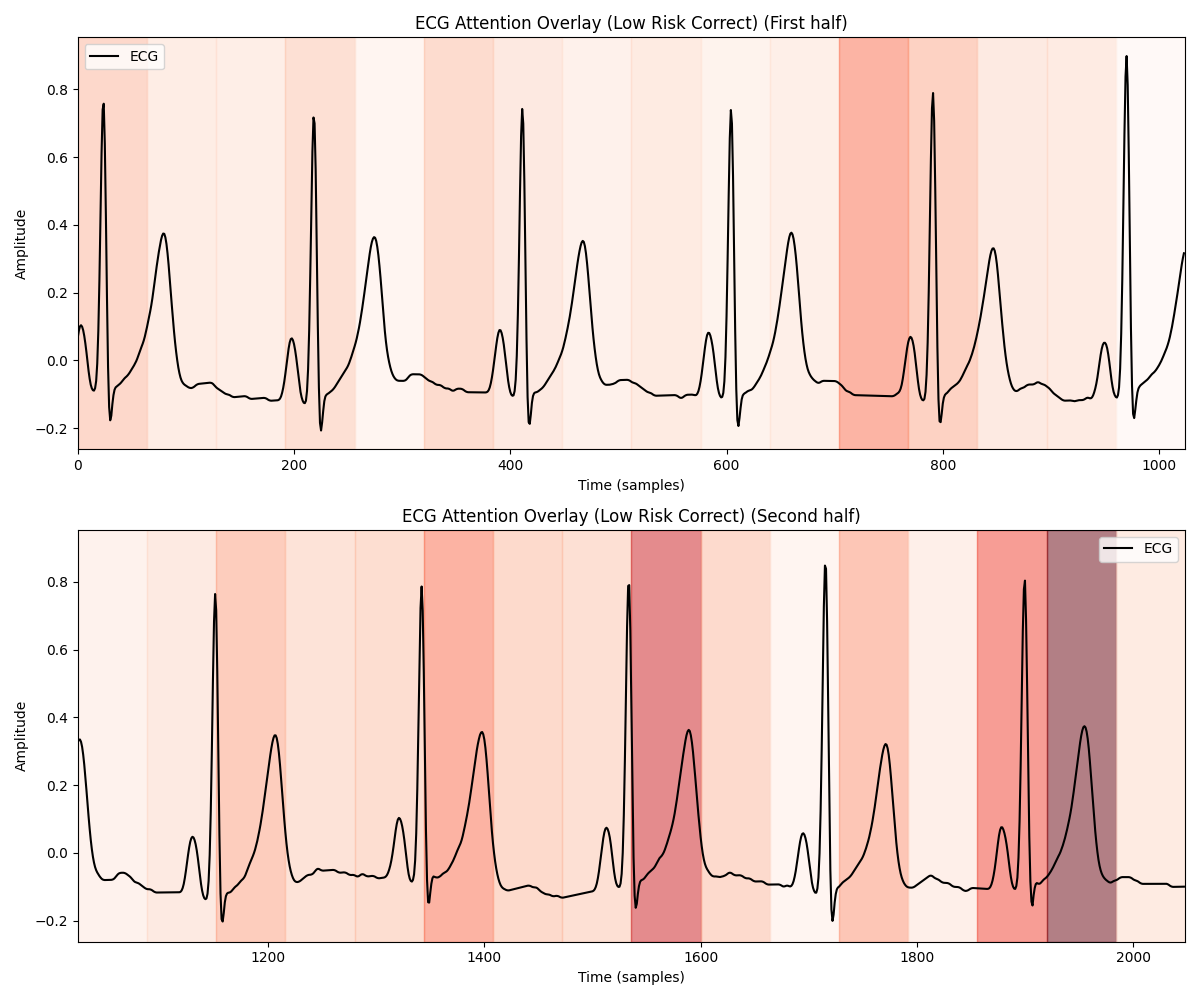 ECG Attention Overlay (Low Risk Correct) (First half)
ECG
Amplitude
0.8
0.6
0.4
0.2
0.0
−0.2
0 200 400 600 800 1000
Time (samples)
ECG Attention Overlay (Low Risk Correct) (Second half)
ECG
Amplitude
0.8
0.6
0.4
0.2
0.0
−0.2
1200 1400 1600 1800 2000
Time (samples)